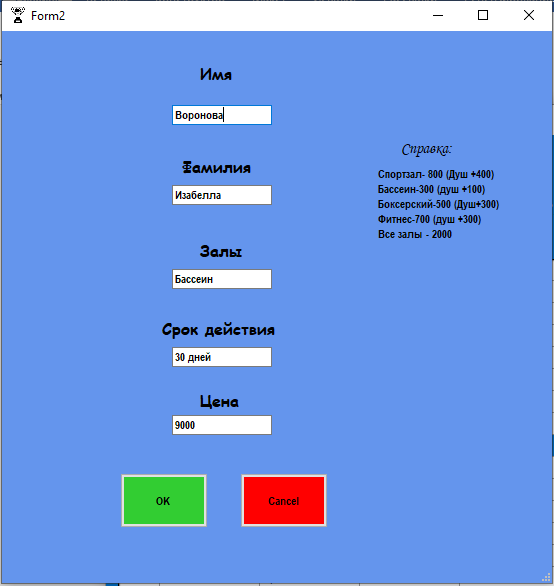 Form2
Имя
Воронова
Фамилия
Изабелла
Залы
Бассеин
Срок действия
30 дней
Цена
9000
OK
Cancel
Справка:
Спортзал- 800 (Душ +400)
Бассеин-300 (душ +100)
Боксерский-500 (Душ+300)
Фитнес-700 (душ +300)
Все залы - 2000